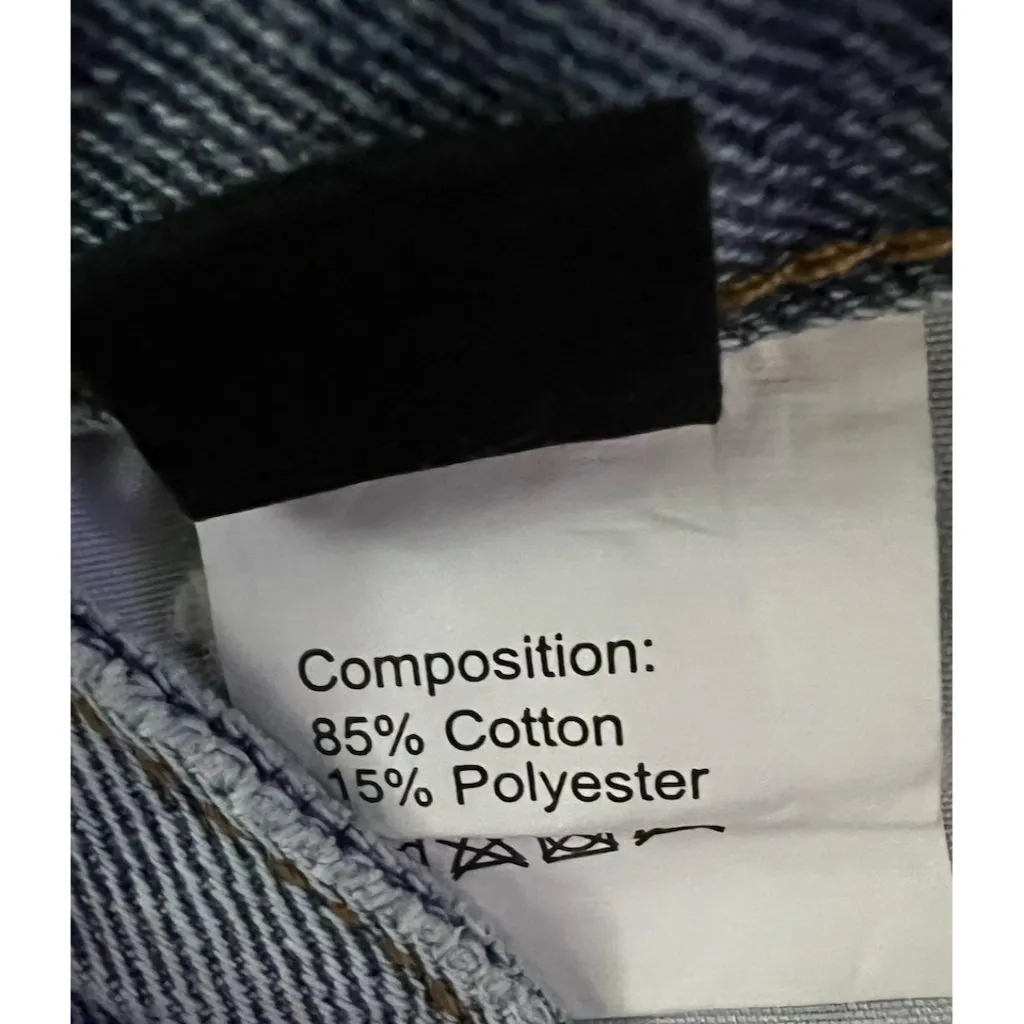 Composition:
85% Cotton
15% Polyester